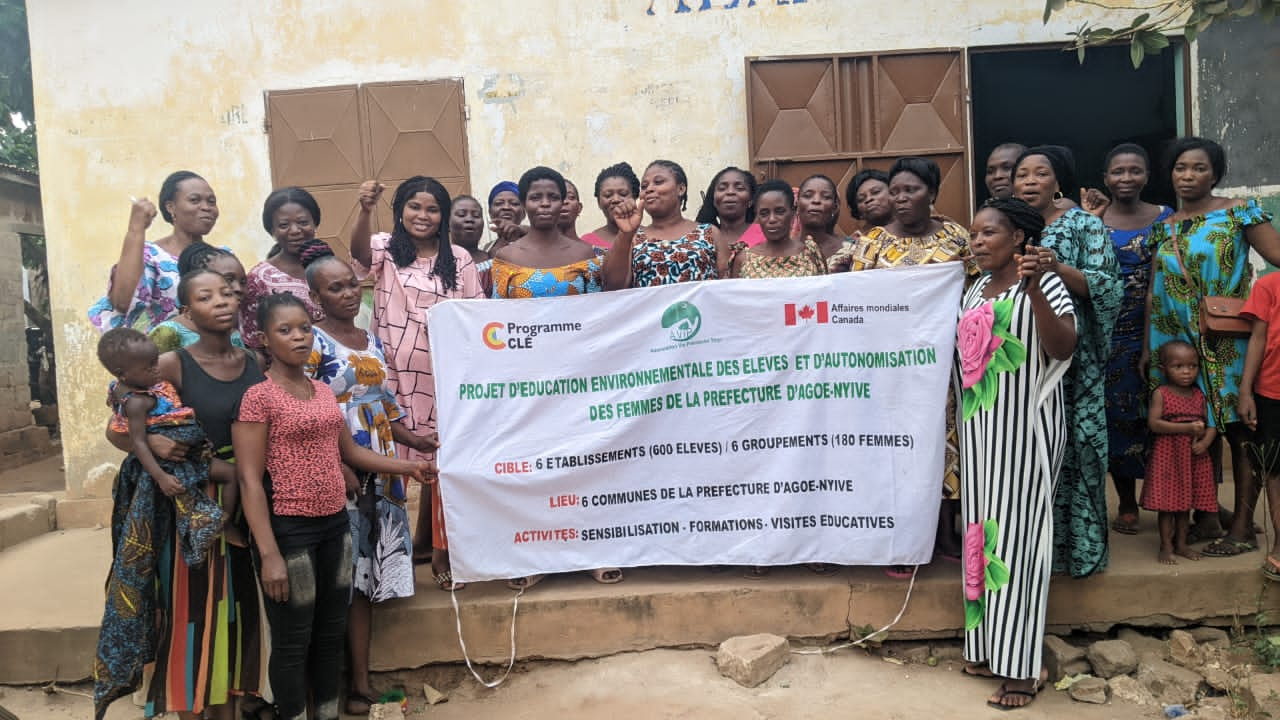 Programme
CLÉ
Affaires mondiales
Canada
PROJET D'EDUCATION ENVIRONNEMENTALE DES ELEVES ET D'AUTONOMISATION
DES FEMMES DE LA PREFECTURE D'AGOE-NYIVE
CIBLE: 6 ETABLISSEMENTS (600 ELEVES) / 6 GROUPEMENTS (180 FEMMES)
LIEU: 6 COMMUNES DE LA PREFECTURE D'AGOE-NYIVE
ACTIVITES: SENSIBILISATION - FORMATIONS - VISITES EDUCATIVES